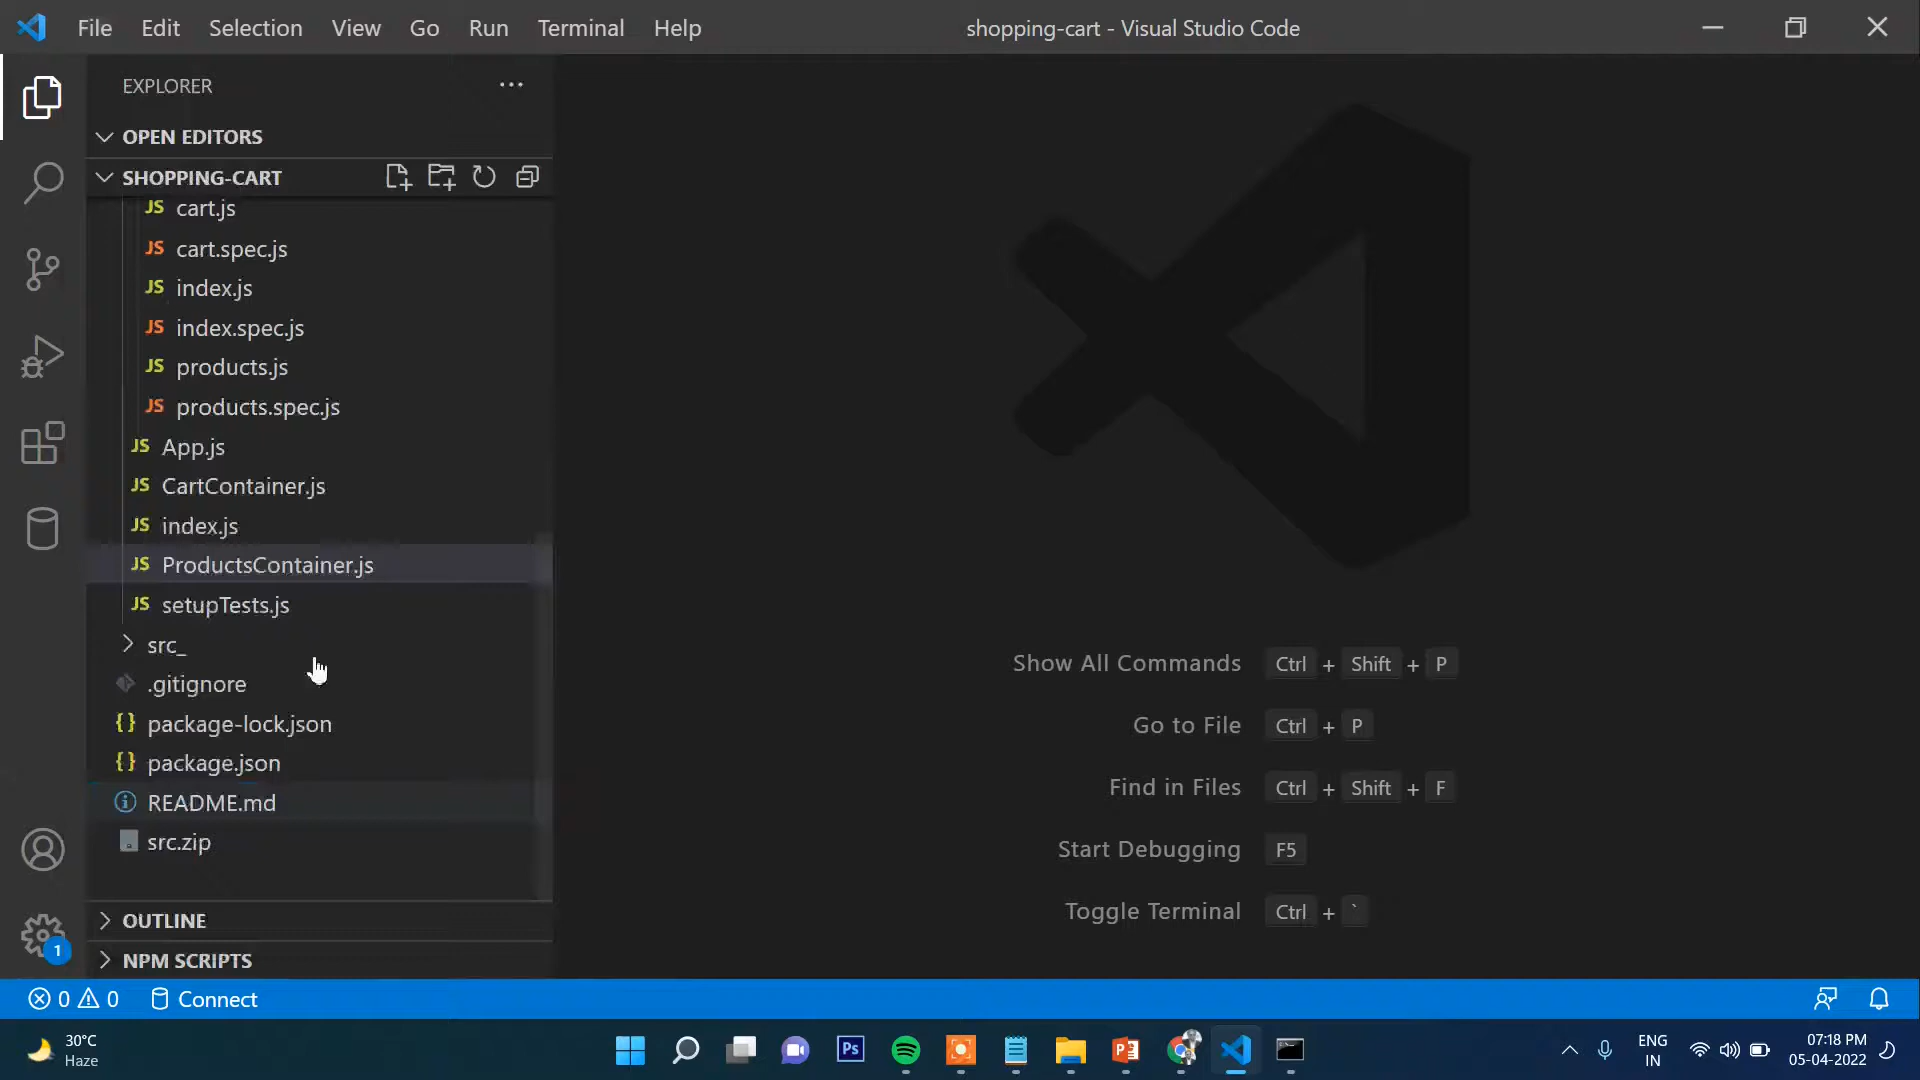 File Edit Selection View Go Run Terminal Help shopping-cart - Visual Studio Code
EXPLORER
OPEN EDITORS
SHOPPING-CART
JS cart.js
JS cart.spec.js
JS index.js
JS index.spec.js
JS products.js
JS products.spec.js
JS App.js
JS CartContainer.js
JS index.js
JS ProductsContainer.js
JS setupTests.js
src_
.gitignore
{} package-lock.json
{} package.json
README.md
src.zip
OUTLINE
NPM SCRIPTS
Show All Commands Ctrl + Shift + P
Go to File Ctrl + P
Find in Files Ctrl + Shift + F
Start Debugging F5
Toggle Terminal Ctrl + `
1
0 0 Connect
30°C
Haze
Ps
P
ENG
IN
07:18 PM
05-04-2022